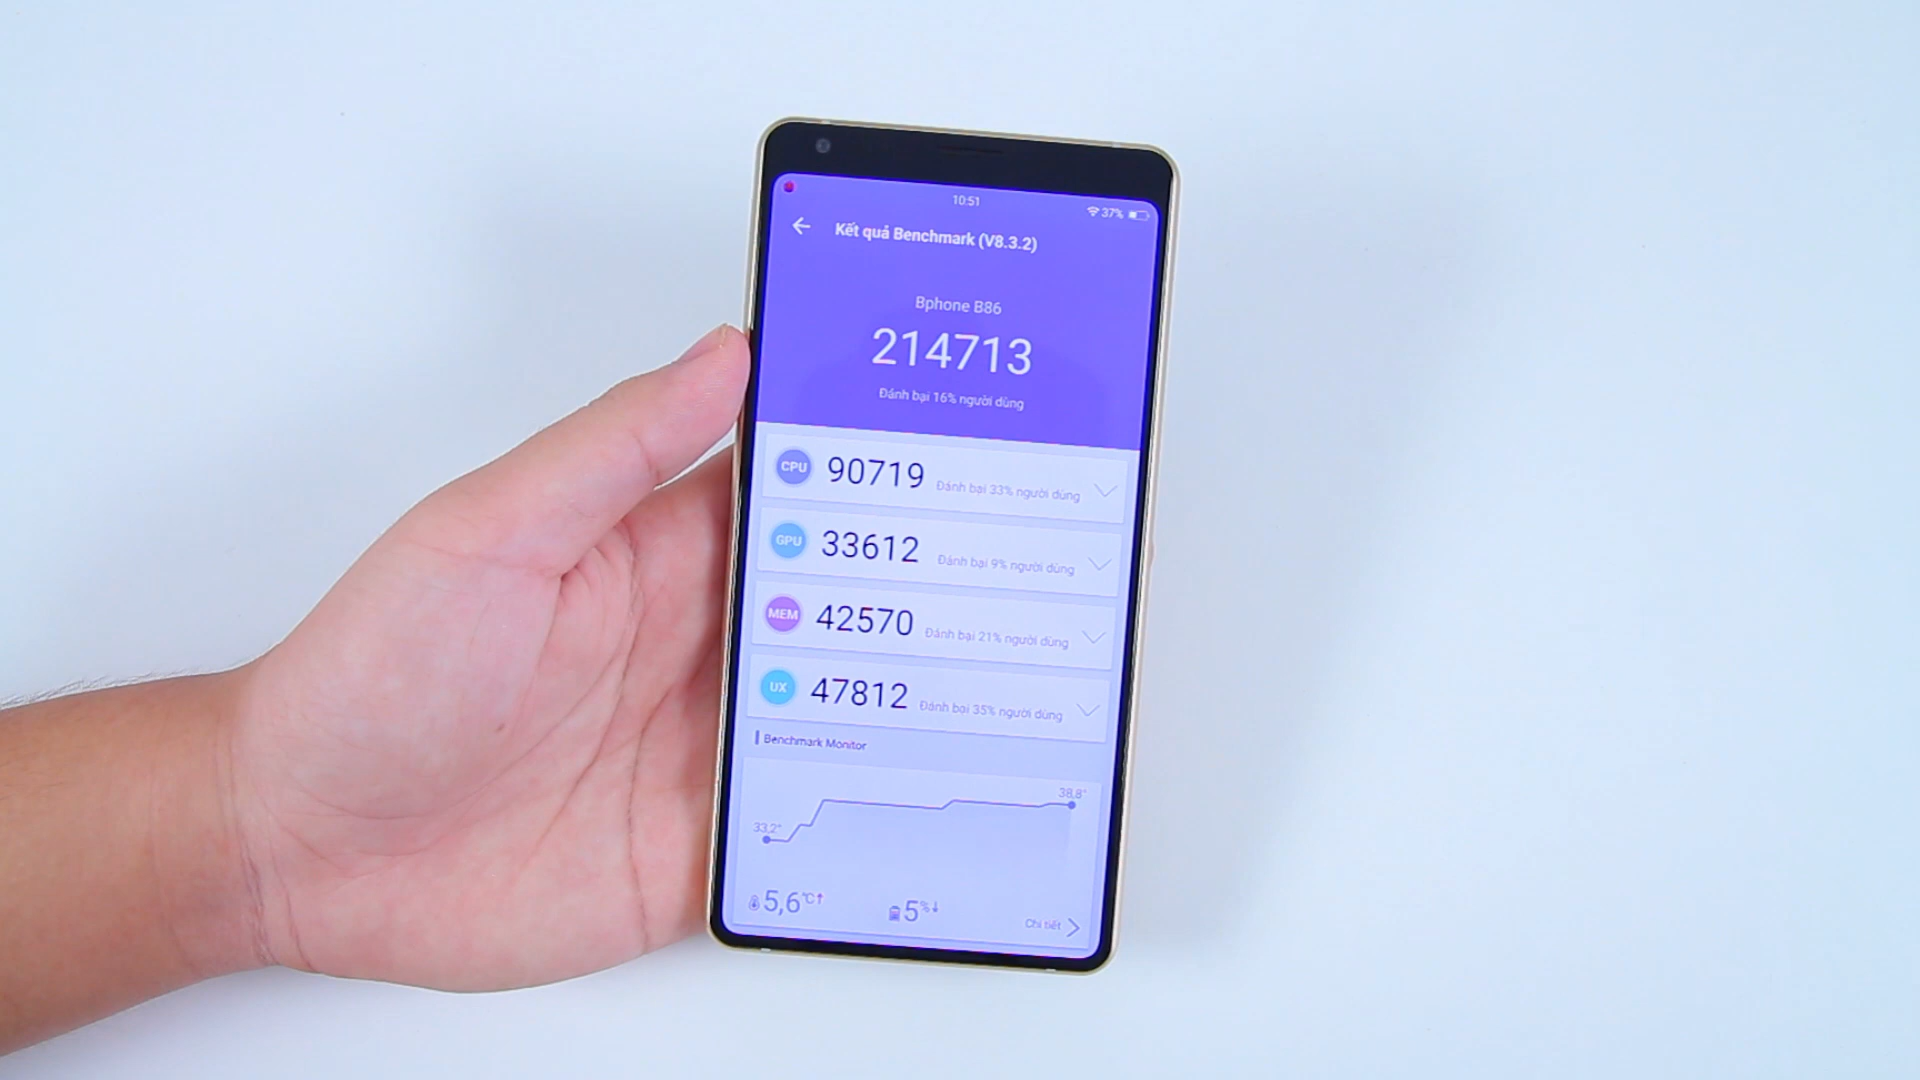 10:51
37%
Kết quả Benchmark (V8.3.2)
Bphone B86
214713
Đánh bại 16% người dùng
CPU 90719 Đánh bại 33% người dùng
GPU 33612 Đánh bại 9% người dùng
MEM 42570 Đánh bại 21% người dùng
UX 47812 Đánh bại 35% người dùng
Benchmark Monitor
38,8°
33,2°
5,6°C↑ 5%↓ Chi tiết